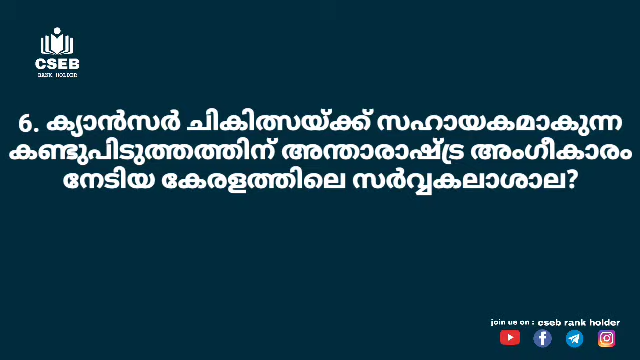 CSEB
RANK HOLDER
6. ക്യാൻസർ ചികിത്സയ്ക്ക് സഹായകമാകുന്ന
കണ്ടുപിടുത്തത്തിന് അന്താരാഷ്ട്ര അംഗീകാരം
നേടിയ കേരളത്തിലെ സർവ്വകലാശാല?
join us on : cseb rank holder